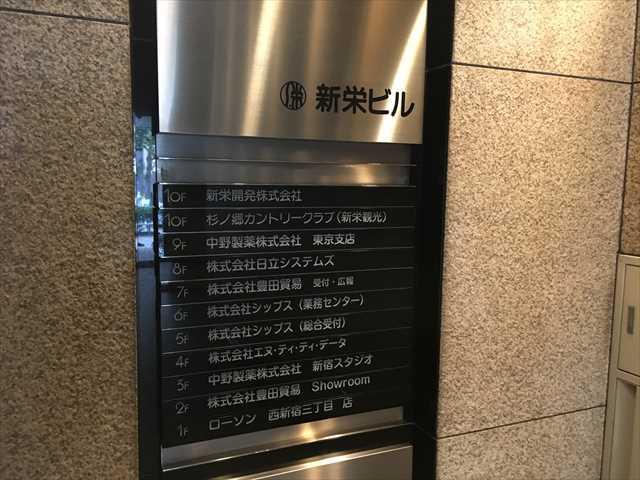 新栄ビル
10F 新栄開発株式会社
10F 杉ノ郷カントリークラブ(新栄観光)
9F 中野製薬株式会社 東京支店
8F 株式会社日立システムズ
7F 株式会社豊田貿易 受付・広報
6F 株式会社シップス(業務センター)
5F 株式会社シップス(総合受付)
4F 株式会社エヌ・ティ・ティ・データ
3F 中野製薬株式会社 新宿スタジオ
2F 株式会社豊田貿易 Showroom
1F ローソン 西新宿三丁目 店